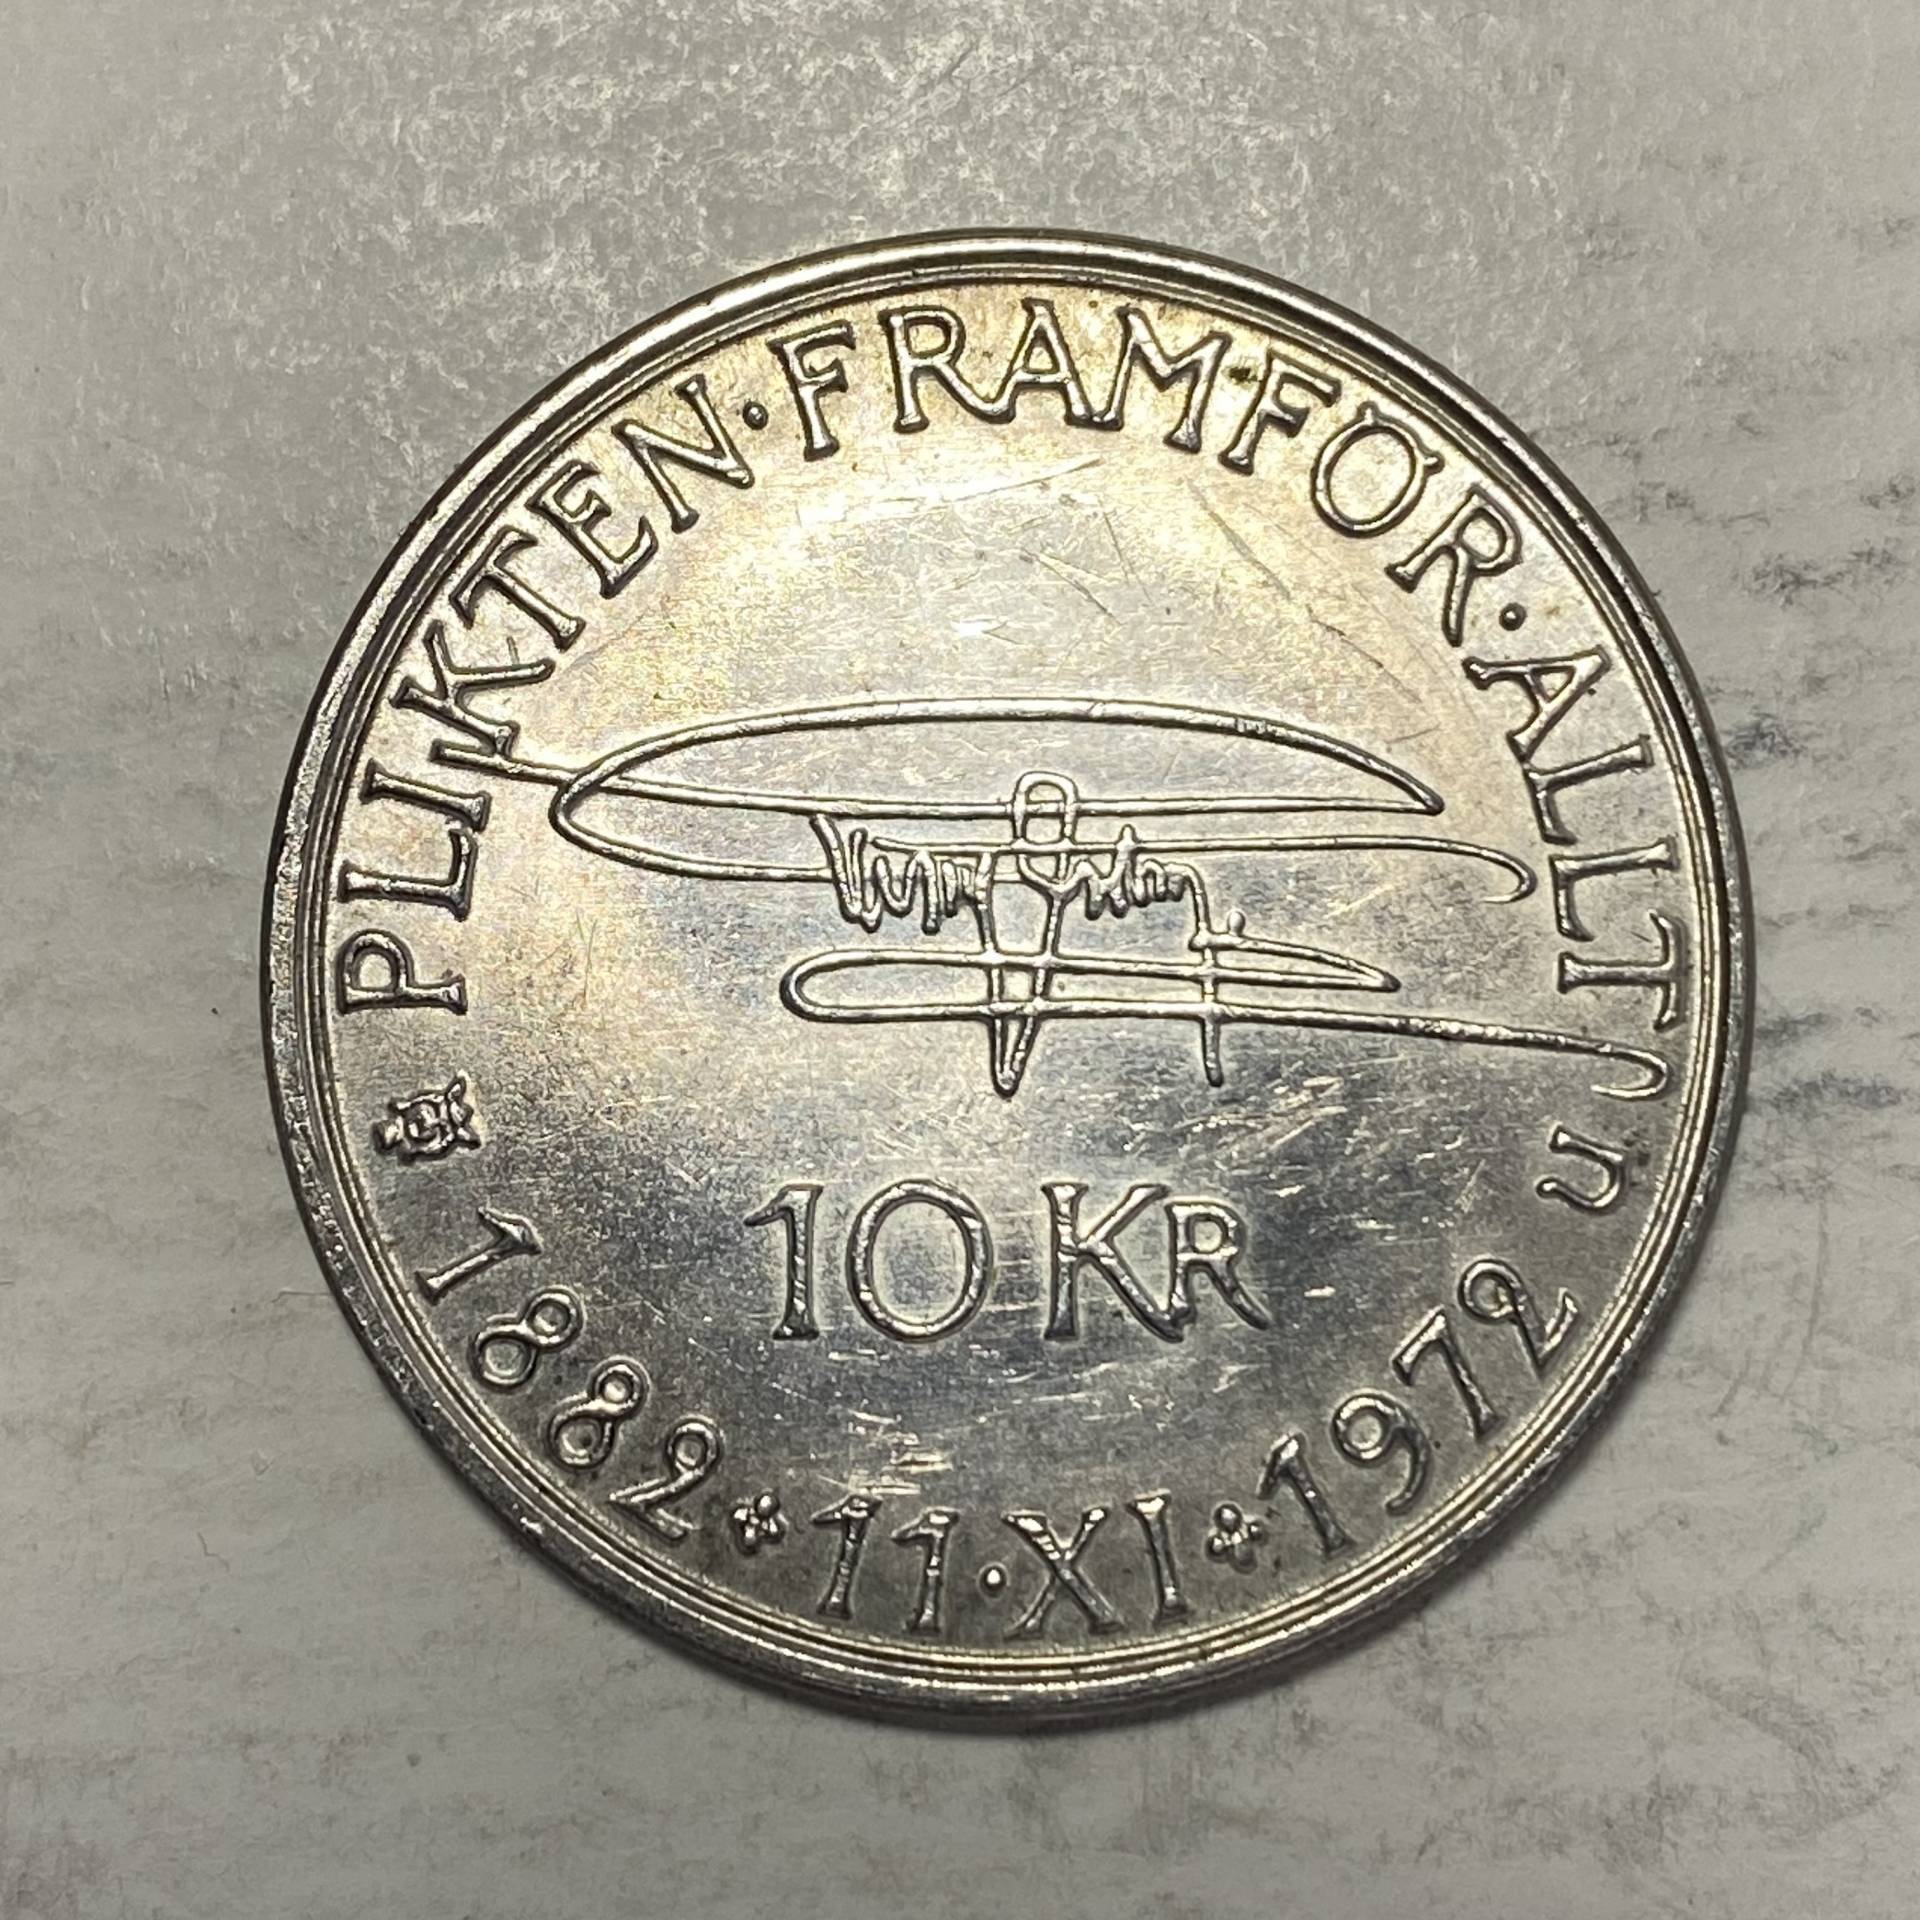 PLIKTEN·FRAMFÖR·ALLT
10 KR
U
1882 11·XI 1972